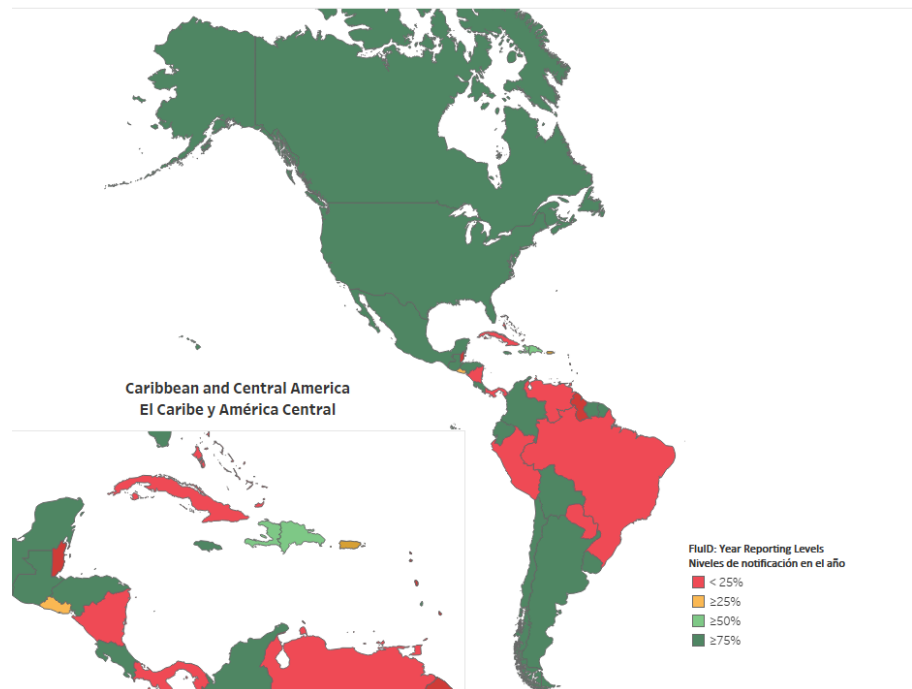 Caribbean and Central America
El Caribe y América Central
FluID: Year Reporting Levels
Niveles de notificación en el año
< 25%
≥25%
≥50%
≥75%